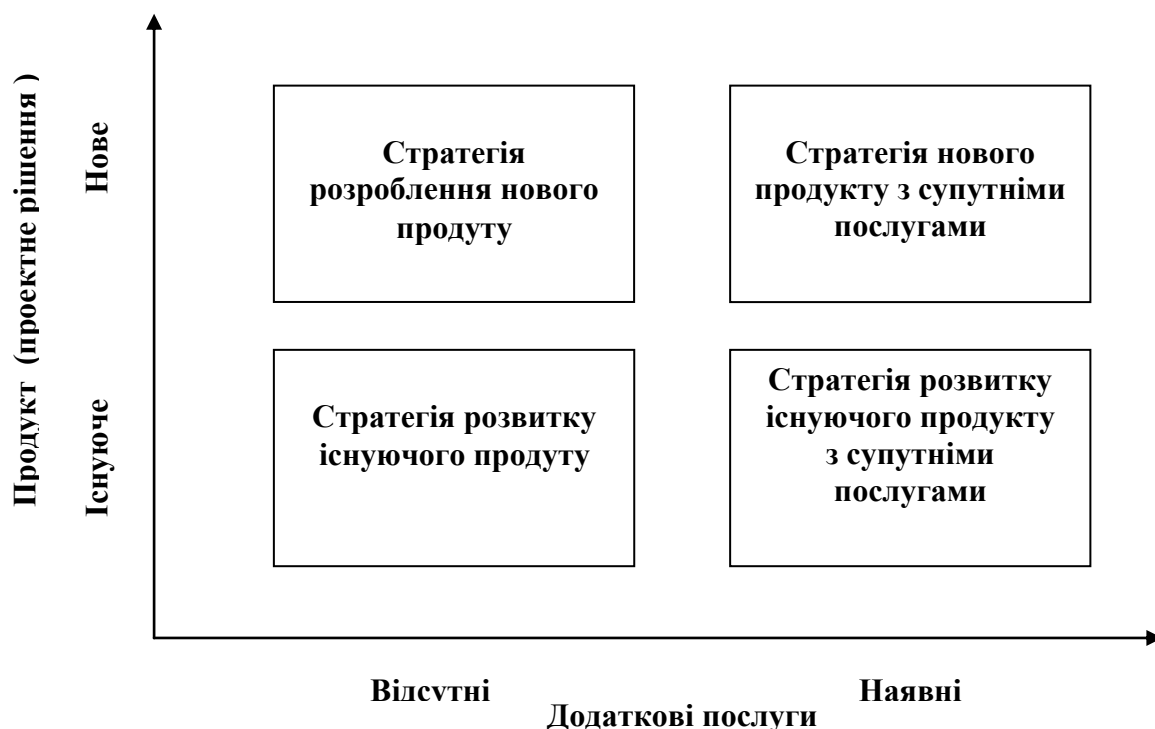 Продукт (проектне рішення )
Нове
Існуюче
Стратегія
розроблення нового
продуту
Стратегія нового
продукту з супутніми
послугами
Стратегія розвитку
існуючого продуту
Стратегія розвитку
існуючого продукту
з супутніми
послугами
Відсутні
Наявні
Додаткові послуги